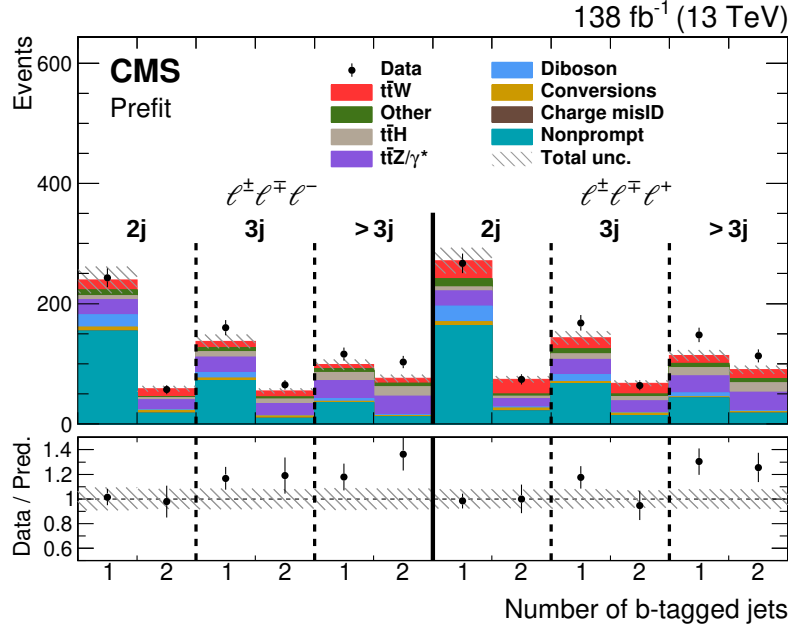 138 fb⁻¹ (13 TeV)
Events
600
400
200
0
CMS
Prefit
Data
tt̄W
Other
tt̄H
tt̄Z/γ*
Diboson
Conversions
Charge misID
Nonprompt
Total unc.
ℓ±ℓ∓ℓ⁻
ℓ±ℓ∓ℓ⁺
2j 3j > 3j 2j 3j > 3j
Data / Pred.
1.4
1.2
1
0.8
0.6
1 2 1 2 1 2 1 2 1 2 1 2
Number of b-tagged jets